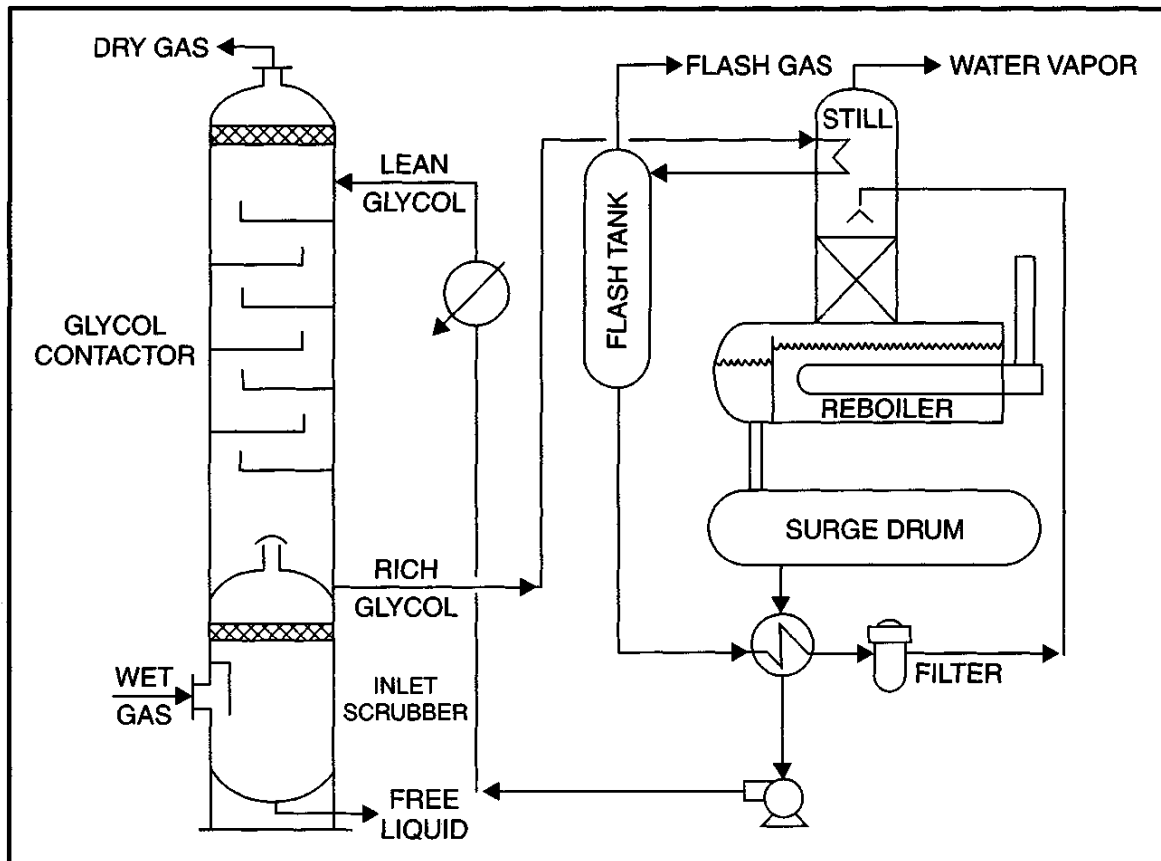 DRY GAS
FLASH GAS
WATER VAPOR
STILL
LEAN
GLYCOL
FLASH TANK
GLYCOL
CONTACTOR
REBOILER
SURGE DRUM
RICH
GLYCOL
WET
GAS
INLET
SCRUBBER
FILTER
FREE
LIQUID